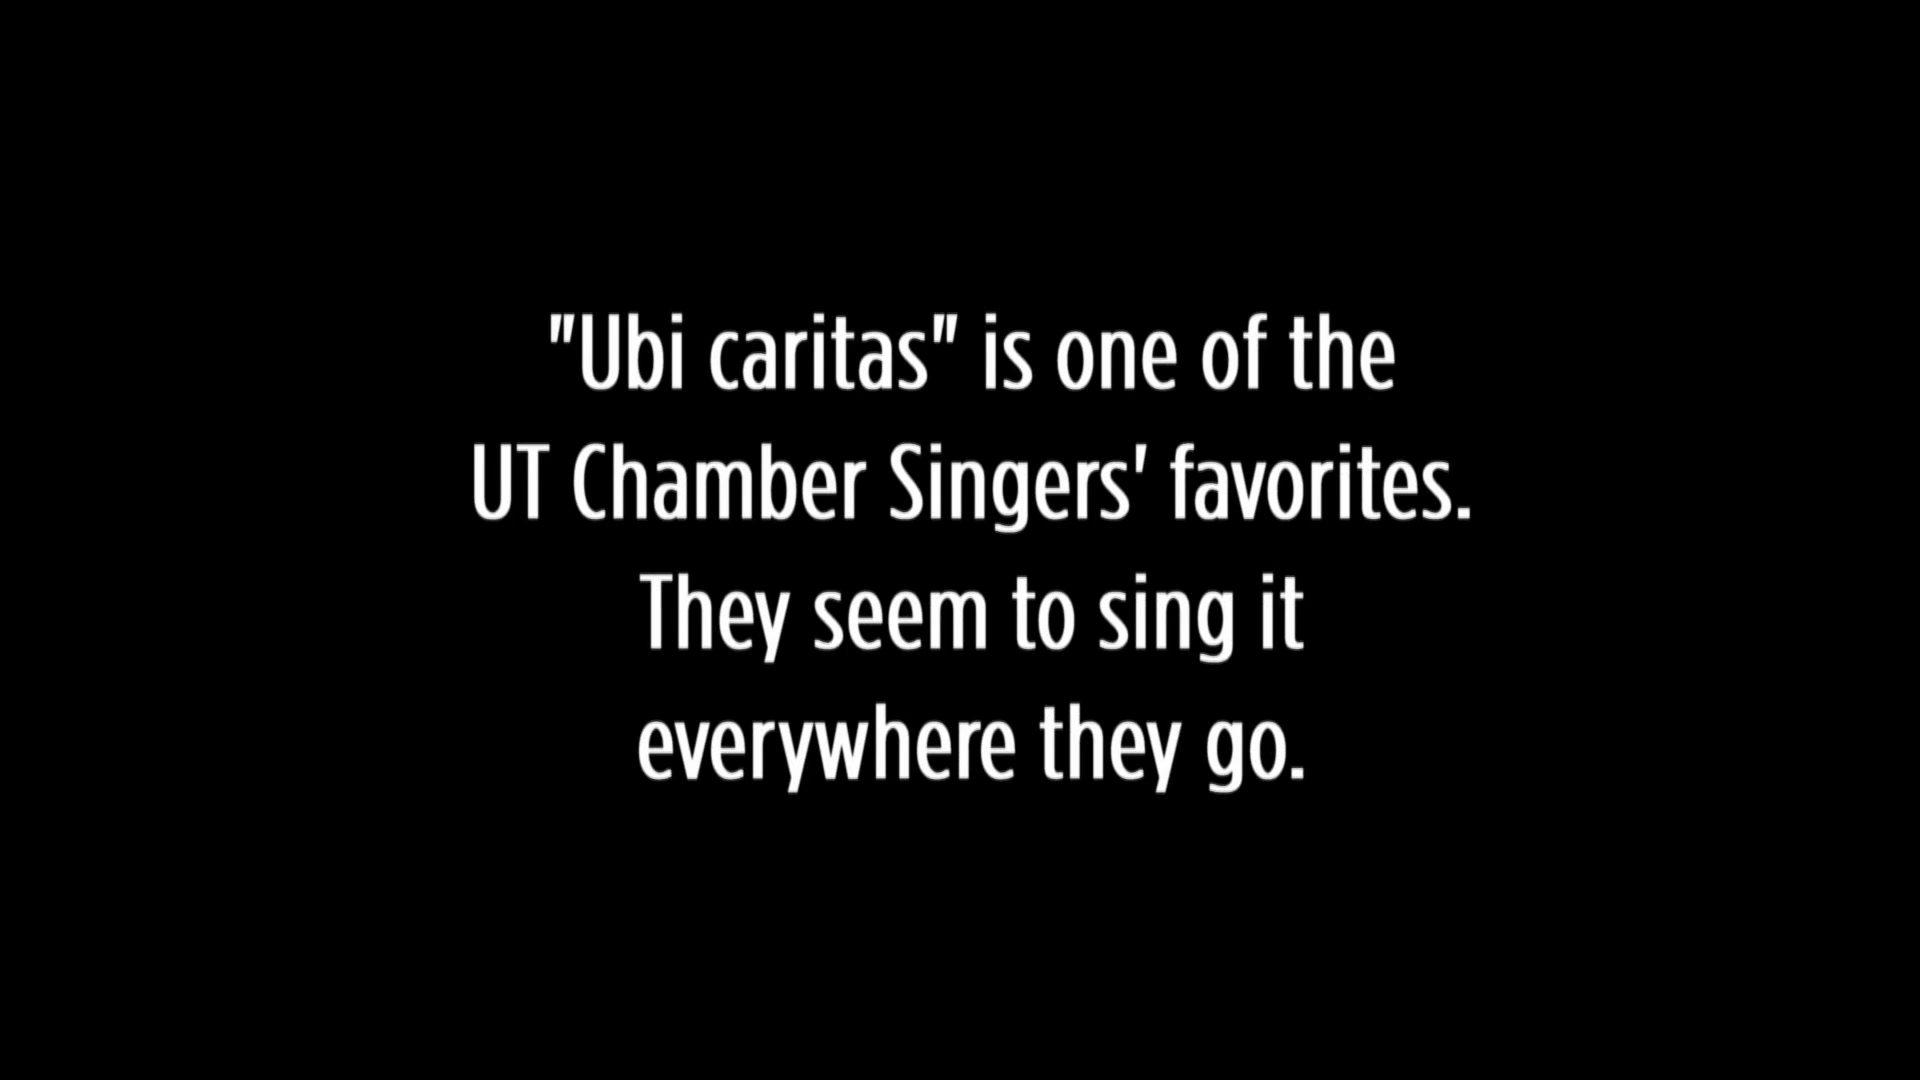 "Ubi caritas" is one of the
UT Chamber Singers' favorites.
They seem to sing it
everywhere they go.